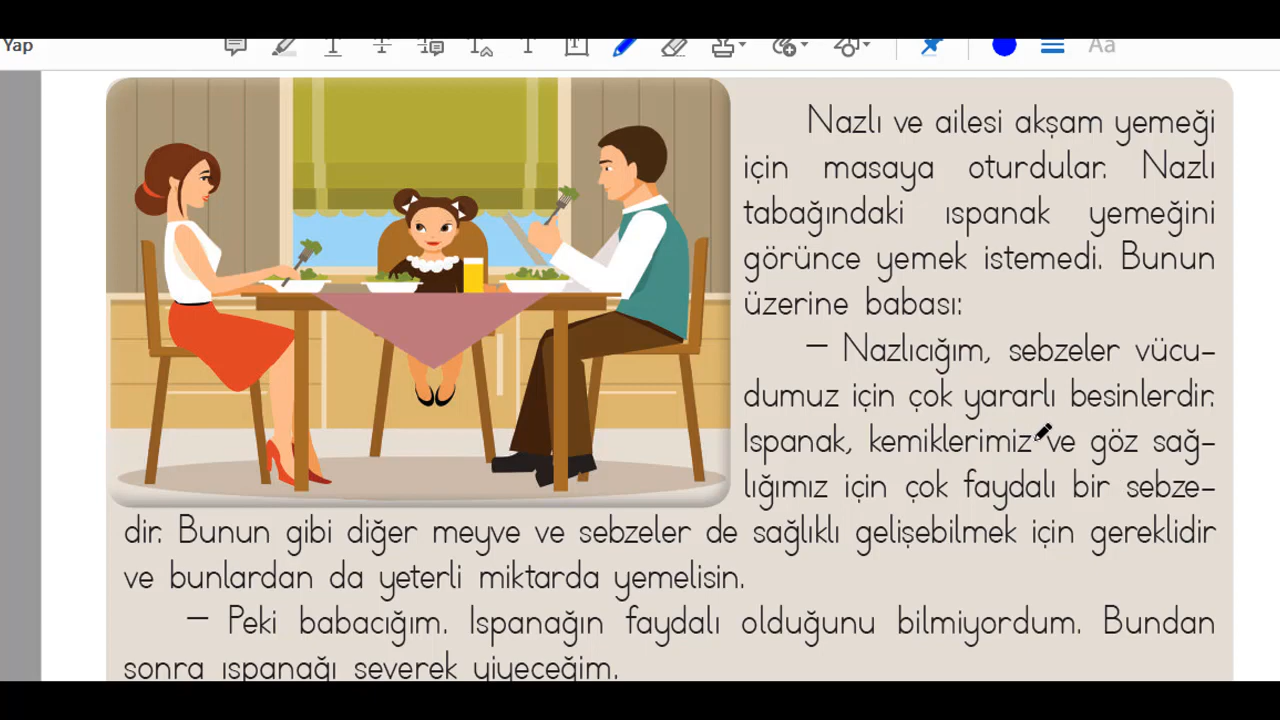 Yap
Aa
Nazlı ve ailesi akşam yemeği
için masaya oturdular. Nazlı
tabağındaki ıspanak yemeğini
görünce yemek istemedi. Bunun
üzerine babası:
– Nazlıcığım, sebzeler vücu-
dumuz için çok yararlı besinlerdir.
Ispanak, kemiklerimiz ve göz sağ-
lığımız için çok faydalı bir sebze-
dir. Bunun gibi diğer meyve ve sebzeler de sağlıklı gelişebilmek için gereklidir
ve bunlardan da yeterli miktarda yemelisin.
– Peki babacığım. Ispanağın faydalı olduğunu bilmiyordum. Bundan
sonra ıspanağı severek yiyeceğim.